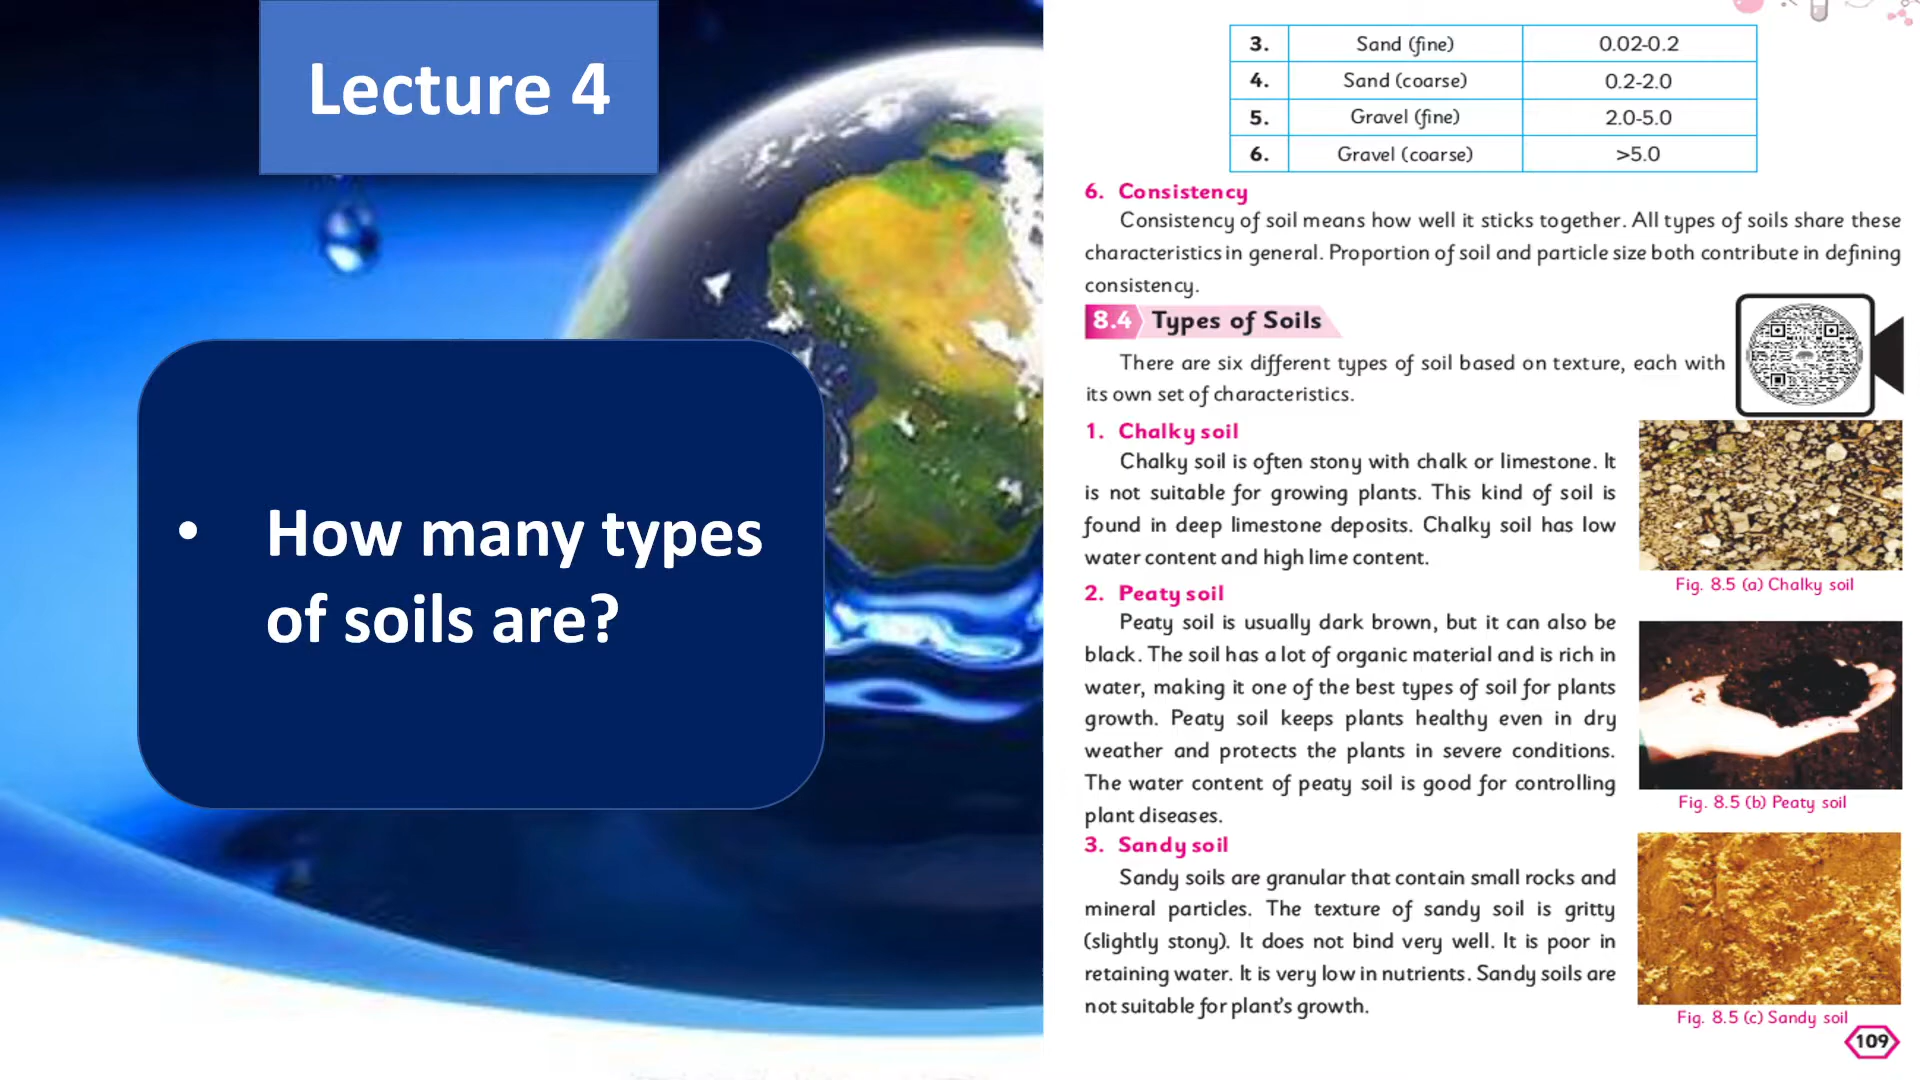 Lecture 4
• How many types
of soils are?
3. Sand (fine) 0.02-0.2
4. Sand (coarse) 0.2-2.0
5. Gravel (fine) 2.0-5.0
6. Gravel (coarse) >5.0
6. Consistency
Consistency of soil means how well it sticks together. All types of soils share these
characteristics in general. Proportion of soil and particle size both contribute in defining
consistency.
8.4 Types of Soils
There are six different types of soil based on texture, each with
its own set of characteristics.
1. Chalky soil
Chalky soil is often stony with chalk or limestone. It
is not suitable for growing plants. This kind of soil is
found in deep limestone deposits. Chalky soil has low
water content and high lime content.
Fig. 8.5 (a) Chalky soil
2. Peaty soil
Peaty soil is usually dark brown, but it can also be
black. The soil has a lot of organic material and is rich in
water, making it one of the best types of soil for plants
growth. Peaty soil keeps plants healthy even in dry
weather and protects the plants in severe conditions.
The water content of peaty soil is good for controlling
plant diseases.
Fig. 8.5 (b) Peaty soil
3. Sandy soil
Sandy soils are granular that contain small rocks and
mineral particles. The texture of sandy soil is gritty
(slightly stony). It does not bind very well. It is poor in
retaining water. It is very low in nutrients. Sandy soils are
not suitable for plant's growth.
Fig. 8.5 (c) Sandy soil
109